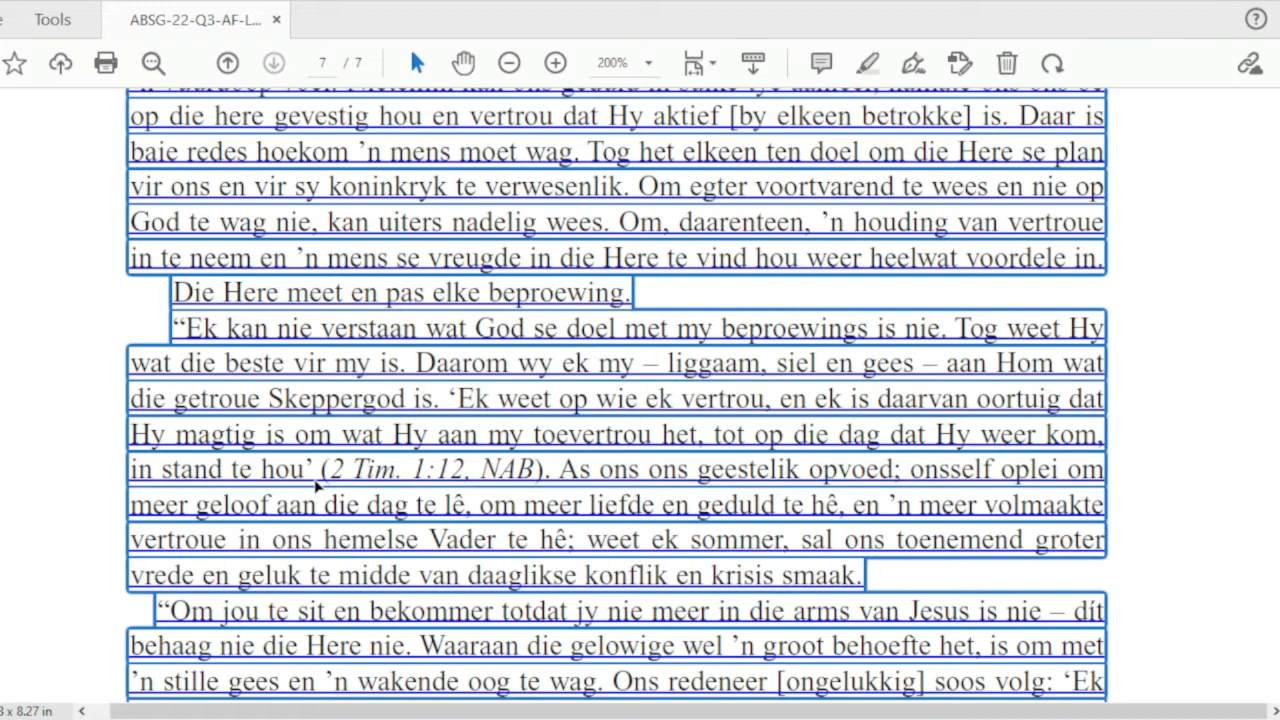 Tools
ABSG-22-Q3-AF-L... ×
7 / 7
200%
op die here gevestig hou en vertrou dat Hy aktief [by elkeen betrokke] is. Daar is
baie redes hoekom ’n mens moet wag. Tog het elkeen ten doel om die Here se plan
vir ons en vir sy koninkryk te verwesenlik. Om egter voortvarend te wees en nie op
God te wag nie, kan uiters nadelig wees. Om, daarenteen, ’n houding van vertroue
in te neem en ’n mens se vreugde in die Here te vind hou weer heelwat voordele in.
Die Here meet en pas elke beproewing.
“Ek kan nie verstaan wat God se doel met my beproewings is nie. Tog weet Hy
wat die beste vir my is. Daarom wy ek my – liggaam, siel en gees – aan Hom wat
die getroue Skeppergod is. ‘Ek weet op wie ek vertrou, en ek is daarvan oortuig dat
Hy magtig is om wat Hy aan my toevertrou het, tot op die dag dat Hy weer kom,
in stand te hou’ (2 Tim. 1:12, NAB). As ons ons geestelik opvoed; onsself oplei om
meer geloof aan die dag te lê, om meer liefde en geduld te hê, en ’n meer volmaakte
vertroue in ons hemelse Vader te hê; weet ek sommer, sal ons toenemend groter
vrede en geluk te midde van daaglikse konflik en krisis smaak.
“Om jou te sit en bekommer totdat jy nie meer in die arms van Jesus is nie – dít
behaag nie die Here nie. Waaraan die gelowige wel ’n groot behoefte het, is om met
’n stille gees en ’n wakende oog te wag. Ons redeneer [ongelukkig] soos volg: ‘Ek
x 8.27 in